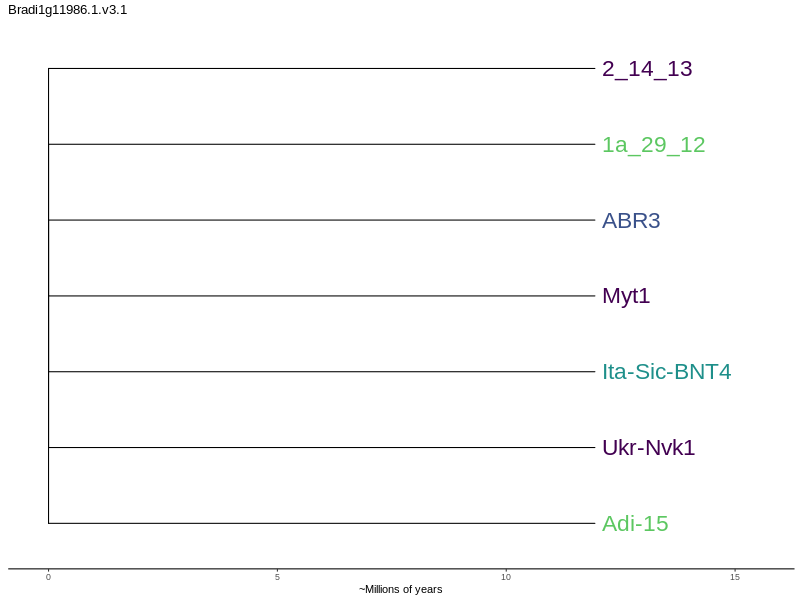 Bradi1g11986.1.v3.1
2_14_13
1a_29_12
ABR3
Myt1
Ita-Sic-BNT4
Ukr-Nvk1
Adi-15
0 5 10 15
~Millions of years